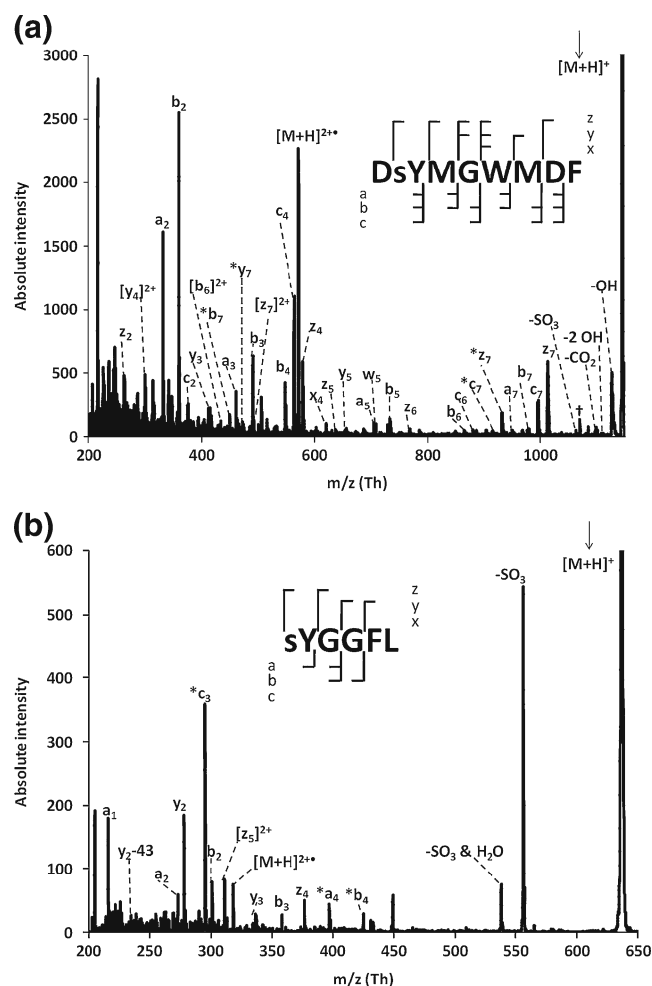 (a)
[M+H]+
3000
2500
2000
1500
1000
500
0
Absolute intensity
b2
[M+H]2+•
z
y
x
DsYMGWMDF
a
b
c
c4
a2
*y7
[b6]2+
[y4]2+
*b7
[z7]2+
z2
y3
a3
b3
z4
-OH
-SO3
-2 OH
-CO2
c2
b4
x4
z5
y5
w5
a5
b5
z6
b6
c6
*c7
*z7
a7
b7
c7
z7
†
200
400
600
800
1000
m/z (Th)
(b)
[M+H]+
600
500
400
300
200
100
0
Absolute intensity
-SO3
z
y
x
sYGGFL
a
b
c
*c3
a1
y2
[z5]2+
y2-43
a2
b2
[M+H]2+•
-SO3 & H2O
y3
b3
z4
*a4
*b4
200
250
300
350
400
450
500
550
600
650
m/z (Th)